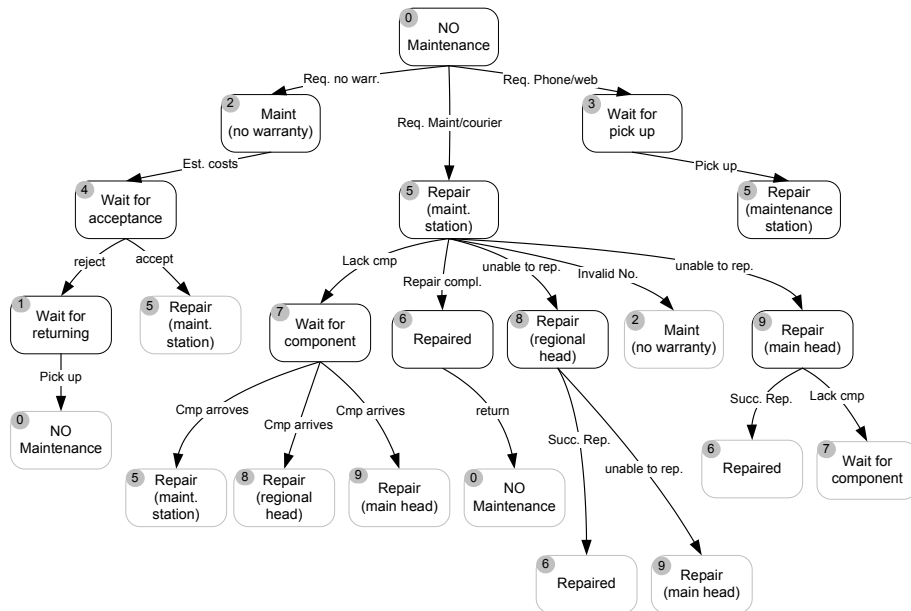 0
NO
Maintenance
Req. no warr.
Req. Phone/web
2
Maint
(no warranty)
3
Wait for
pick up
Req. Maint/courier
Est. costs
Pick up
4
Wait for
acceptance
5
Repair
(maint.
station)
5
Repair
(maintenance
station)
reject
accept
Lack cmp
Repair compl.
unable to rep.
Invalid No.
unable to rep.
1
Wait for
returning
5
Repair
(maint.
station)
7
Wait for
component
6
Repaired
8
Repair
(regional
head)
2
Maint
(no warranty)
9
Repair
(main head)
Pick up
Cmp arroves
Cmp arrives
Cmp arrives
return
Succ. Rep.
unable to rep.
Succ. Rep.
Lack cmp
0
NO
Maintenance
5
Repair
(maint.
station)
8
Repair
(regional
head)
9
Repair
(main head)
0
NO
Maintenance
6
Repaired
7
Wait for
component
6
Repaired
9
Repair
(main head)